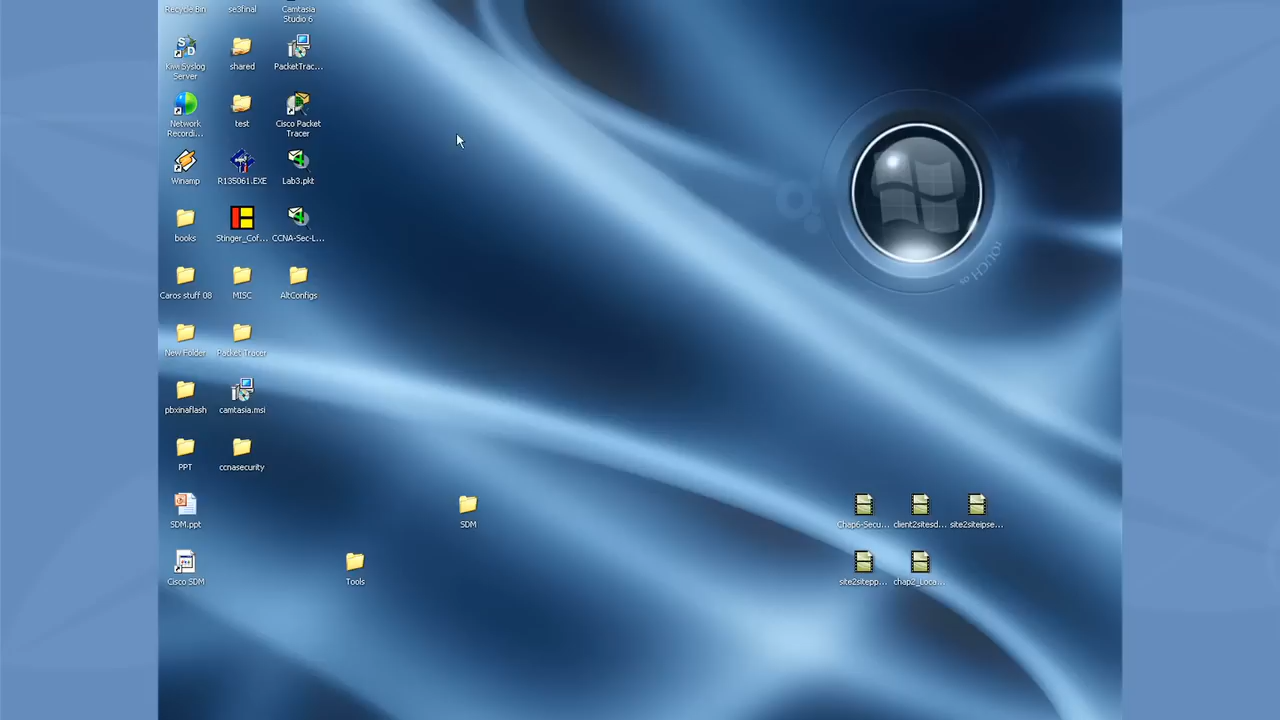 Recycle Bin
se3final
Camtasia
Studio 6
Kiwi Syslog
Server
shared
PacketTrac...
Network
Recordi...
test
Cisco Packet
Tracer
Winamp
R135061.EXE
Lab3.pkt
books
Stinger_Cof...
CCNA-Sec-L...
Caros stuff 08
MISC
AltConfigs
New Folder
Packet Tracer
pbxinaflash
camtasia.msi
PPT
ccnasecurity
SDM.ppt
SDM
Chap6-Secu...
client2sitesd...
site2siteipse...
Cisco SDM
Tools
site2sitepp...
chap2_Loca...
TOUCH